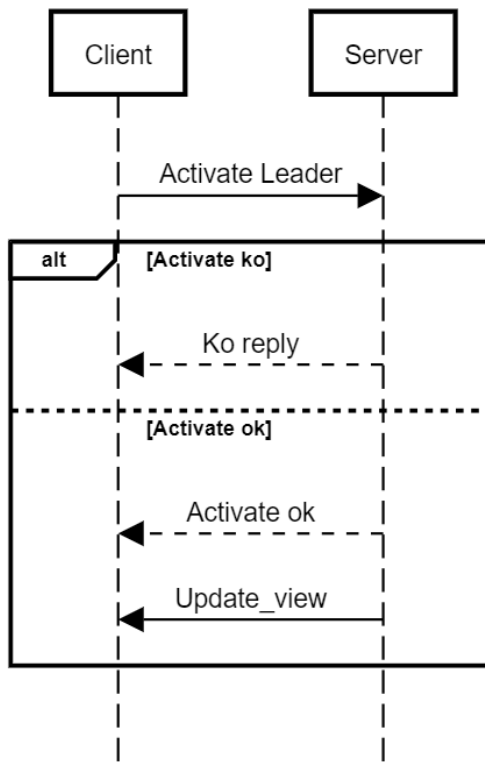 Client
Server
Activate Leader
alt
[Activate ko]
Ko reply
[Activate ok]
Activate ok
Update_view